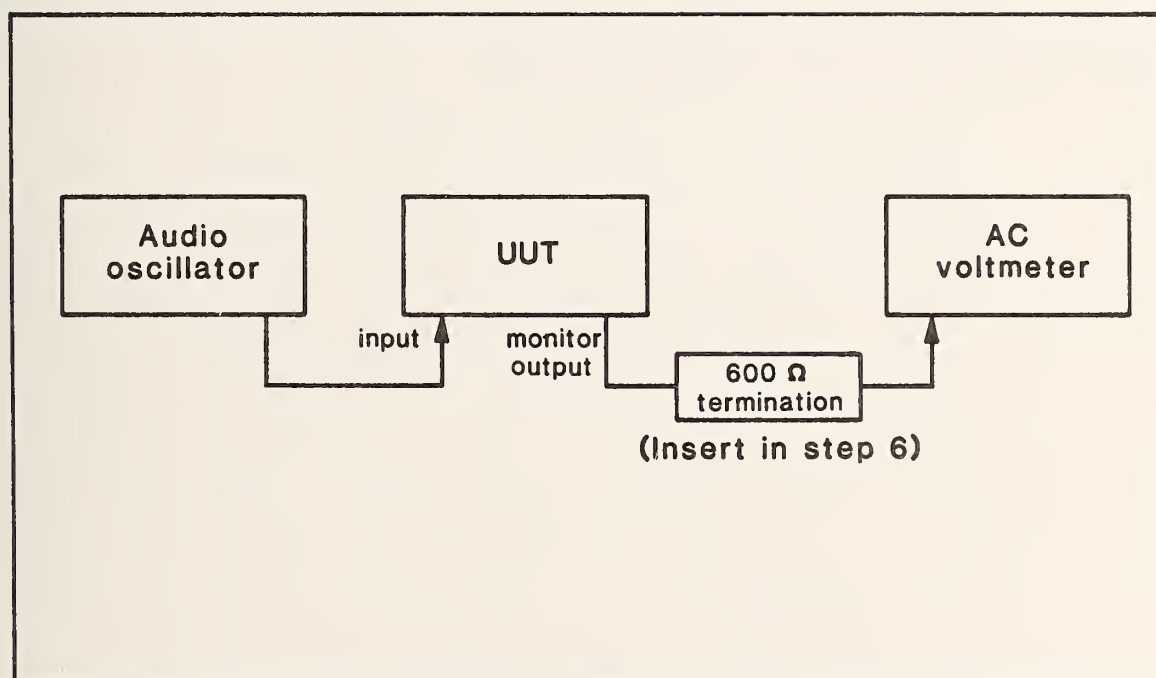 Audio
oscillator
UUT
AC
voltmeter
input
monitor
output
600 Ω
termination
(Insert in step 6)